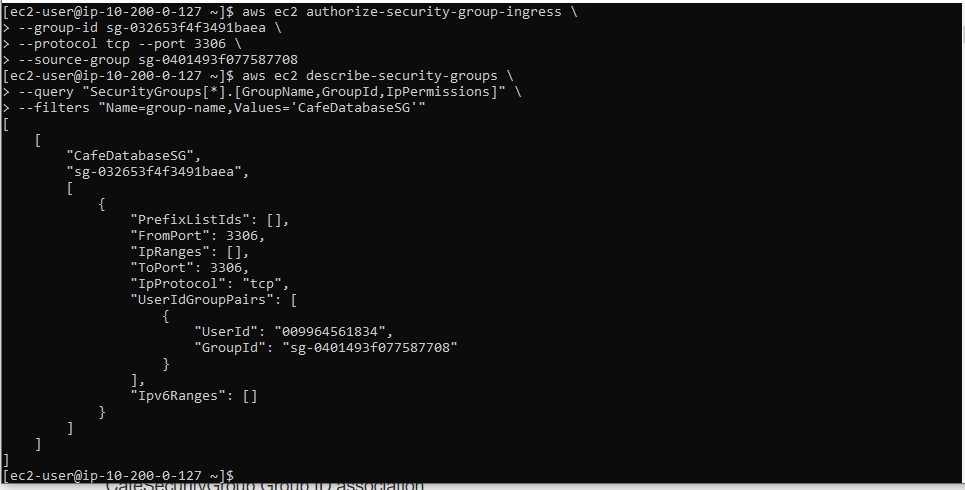 [ec2-user@ip-10-200-0-127 ~]$ aws ec2 authorize-security-group-ingress \
> --group-id sg-032653f4f3491baea \
> --protocol tcp --port 3306 \
> --source-group sg-0401493f077587708
[ec2-user@ip-10-200-0-127 ~]$ aws ec2 describe-security-groups \
> --query "SecurityGroups[*].[GroupName,GroupId,IpPermissions]" \
> --filters "Name=group-name,Values='CafeDatabaseSG'"
[
    [
        "CafeDatabaseSG",
        "sg-032653f4f3491baea",
        [
            {
                "PrefixListIds": [],
                "FromPort": 3306,
                "IpRanges": [],
                "ToPort": 3306,
                "IpProtocol": "tcp",
                "UserIdGroupPairs": [
                    {
                        "UserId": "009964561834",
                        "GroupId": "sg-0401493f077587708"
                    }
                ],
                "Ipv6Ranges": []
            }
        ]
    ]
]
[ec2-user@ip-10-200-0-127 ~]$
CafeSecurityGroup Group ID association